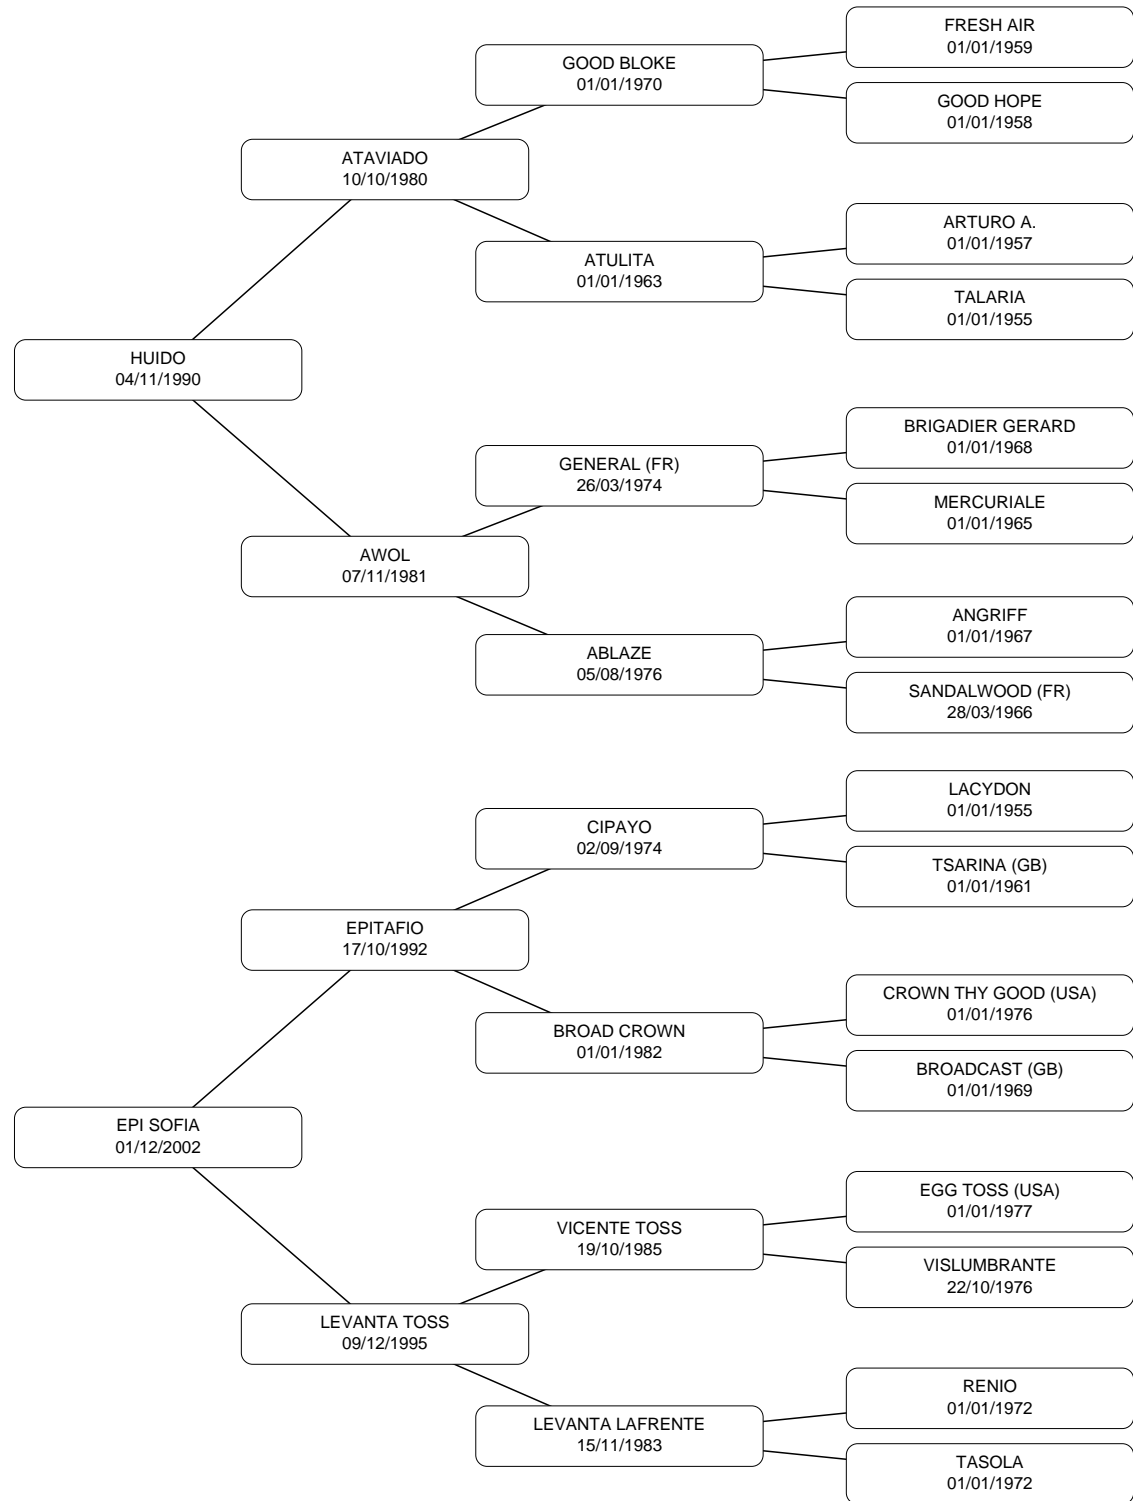 FRESH AIR
01/01/1959
GOOD BLOKE
01/01/1970
GOOD HOPE
01/01/1958
ATAVIADO
10/10/1980
ARTURO A.
01/01/1957
ATULITA
01/01/1963
TALARIA
01/01/1955
HUIDO
04/11/1990
BRIGADIER GERARD
01/01/1968
GENERAL (FR)
26/03/1974
MERCURIALE
01/01/1965
AWOL
07/11/1981
ANGRIFF
01/01/1967
ABLAZE
05/08/1976
SANDALWOOD (FR)
28/03/1966
LACYDON
01/01/1955
CIPAYO
02/09/1974
TSARINA (GB)
01/01/1961
EPITAFIO
17/10/1992
CROWN THY GOOD (USA)
01/01/1976
BROAD CROWN
01/01/1982
BROADCAST (GB)
01/01/1969
EPI SOFIA
01/12/2002
EGG TOSS (USA)
01/01/1977
VICENTE TOSS
19/10/1985
VISLUMBRANTE
22/10/1976
LEVANTA TOSS
09/12/1995
RENIO
01/01/1972
LEVANTA LAFRENTE
15/11/1983
TASOLA
01/01/1972